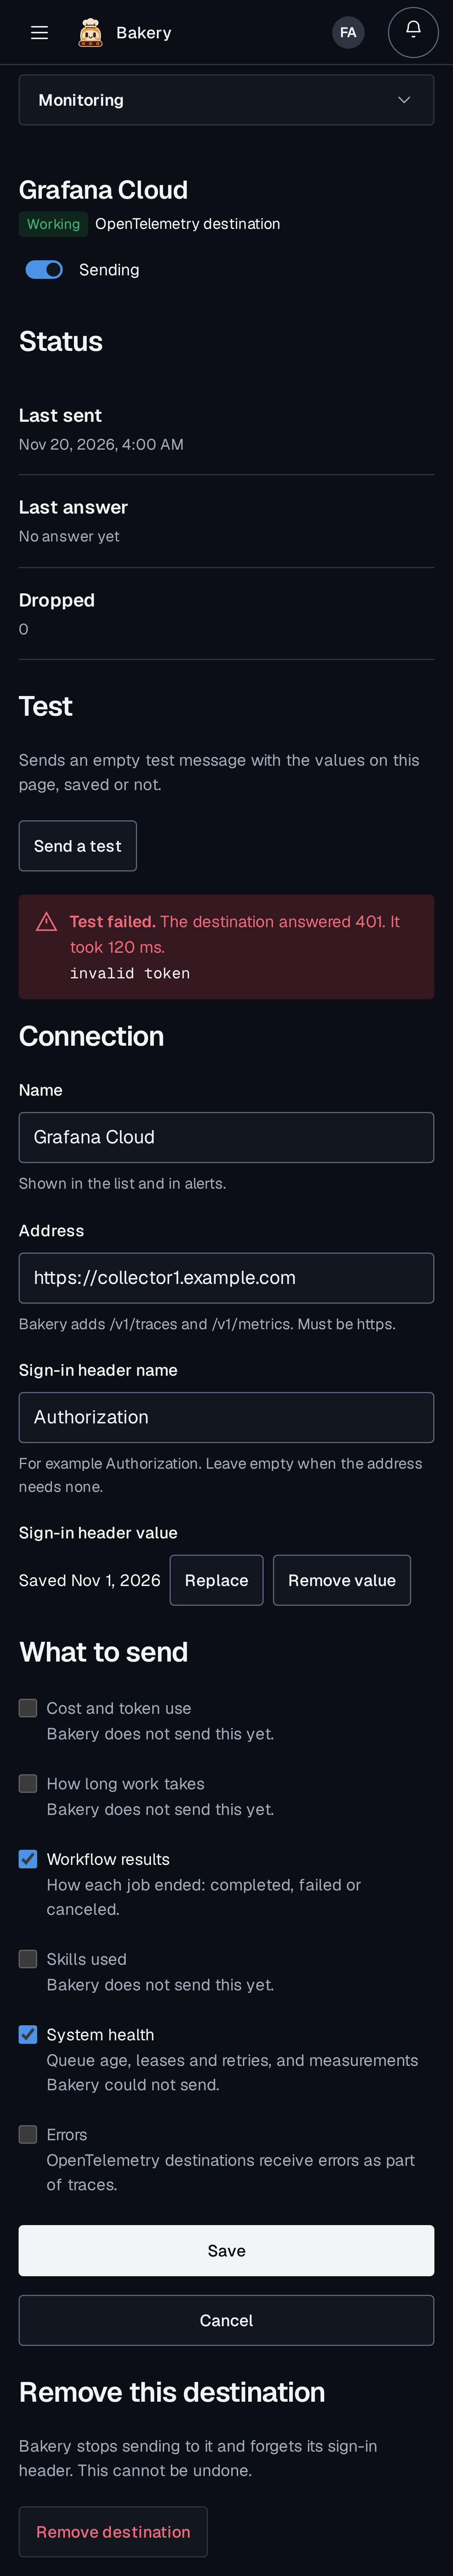 Bakery
FA
Monitoring
Grafana Cloud
Working OpenTelemetry destination
Sending
Status
Last sent
Nov 20, 2026, 4:00 AM
Last answer
No answer yet
Dropped
0
Test
Sends an empty test message with the values on this
page, saved or not.
Send a test
Test failed. The destination answered 401. It
took 120 ms.
invalid token
Connection
Name
Grafana Cloud
Shown in the list and in alerts.
Address
https://collector1.example.com
Bakery adds /v1/traces and /v1/metrics. Must be https.
Sign-in header name
Authorization
For example Authorization. Leave empty when the address
needs none.
Sign-in header value
Saved Nov 1, 2026 Replace Remove value
What to send
Cost and token use
Bakery does not send this yet.
How long work takes
Bakery does not send this yet.
Workflow results
How each job ended: completed, failed or
canceled.
Skills used
Bakery does not send this yet.
System health
Queue age, leases and retries, and measurements
Bakery could not send.
Errors
OpenTelemetry destinations receive errors as part
of traces.
Save
Cancel
Remove this destination
Bakery stops sending to it and forgets its sign-in
header. This cannot be undone.
Remove destination